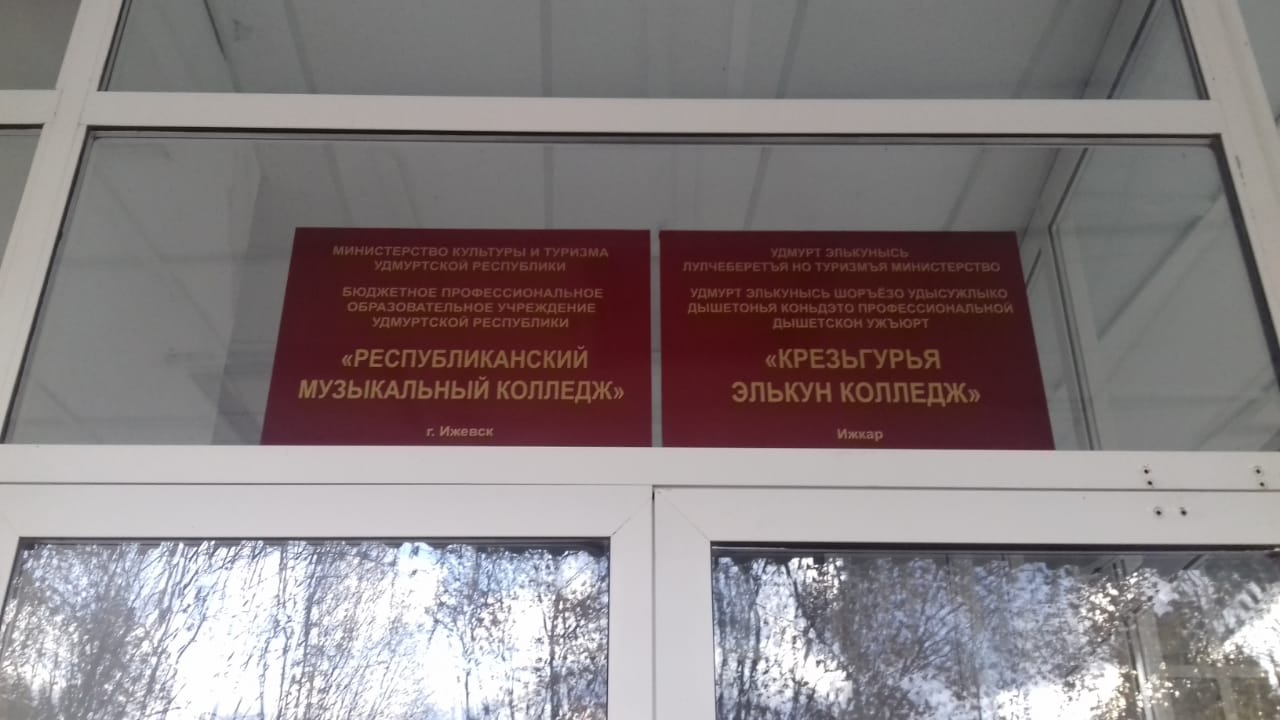 МИНИСТЕРСТВО КУЛЬТУРЫ И ТУРИЗМА
УДМУРТСКОЙ РЕСПУБЛИКИ
БЮДЖЕТНОЕ ПРОФЕССИОНАЛЬНОЕ
ОБРАЗОВАТЕЛЬНОЕ УЧРЕЖДЕНИЕ
УДМУРТСКОЙ РЕСПУБЛИКИ
«РЕСПУБЛИКАНСКИЙ
МУЗЫКАЛЬНЫЙ КОЛЛЕДЖ»
г. Ижевск
УДМУРТ ЭЛЬКУНЫСЬ
ЛУЛЧЕБЕРЕТЪЯ НО ТУРИЗМЪЯ МИНИСТЕРСТВО
УДМУРТ ЭЛЬКУНЫСЬ ШОРЪЁЗО УДЫСУЖЛЫКО
ДЫШЕТОНЪЯ КОНЬДЭТО ПРОФЕССИОНАЛЬНОЙ
ДЫШЕТСКОН УЖЪЮРТ
«КРЕЗЬГУРЪЯ
ЭЛЬКУН КОЛЛЕДЖ»
Ижкар